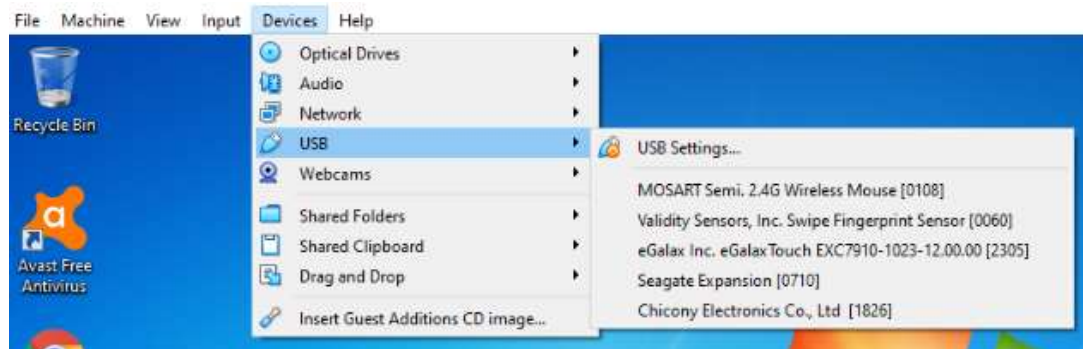 File Machine View Input Devices Help
Optical Drives
Audio
Network
USB
Webcams
Shared Folders
Shared Clipboard
Drag and Drop
Insert Guest Additions CD image...
USB Settings...
MOSART Semi. 2.4G Wireless Mouse [0108]
Validity Sensors, Inc. Swipe Fingerprint Sensor [0060]
eGalax Inc. eGalaxTouch EXC7910-1023-12.00.00 [2305]
Seagate Expansion [0710]
Chicony Electronics Co., Ltd [1826]
Recycle Bin
a
Avast Free
Antivirus